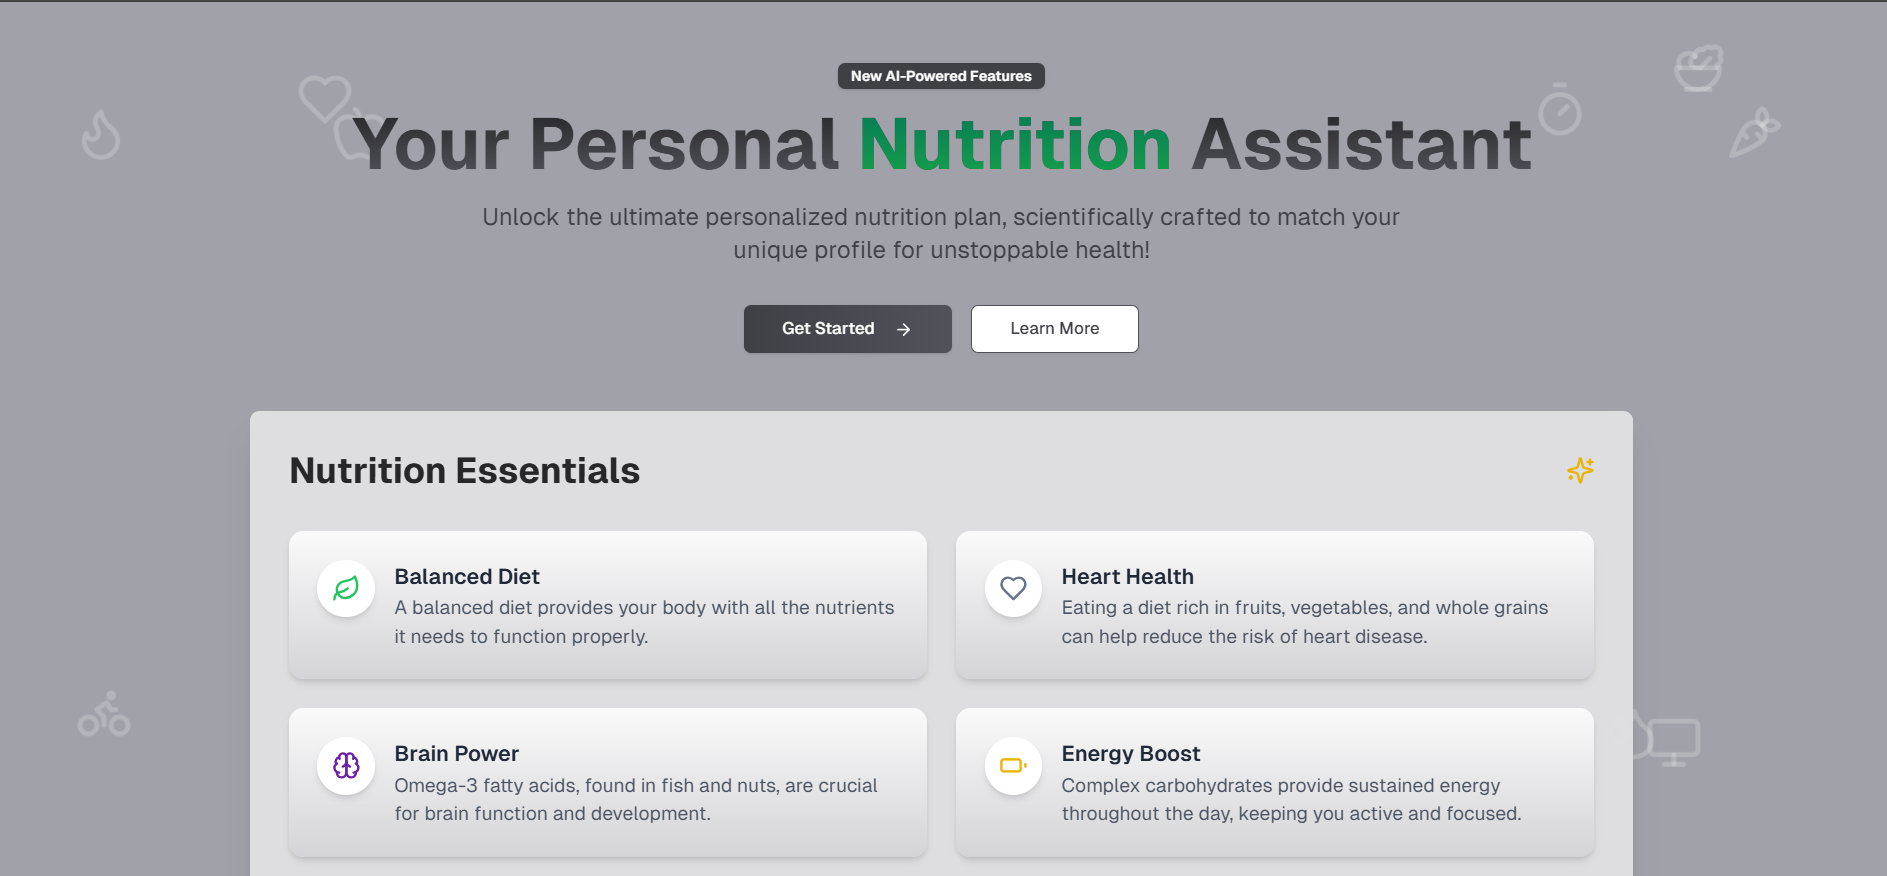 New AI-Powered Features
Your Personal Nutrition Assistant
Unlock the ultimate personalized nutrition plan, scientifically crafted to match your
unique profile for unstoppable health!
Get Started
Learn More
Nutrition Essentials
Balanced Diet
A balanced diet provides your body with all the nutrients
it needs to function properly.
Heart Health
Eating a diet rich in fruits, vegetables, and whole grains
can help reduce the risk of heart disease.
Brain Power
Omega-3 fatty acids, found in fish and nuts, are crucial
for brain function and development.
Energy Boost
Complex carbohydrates provide sustained energy
throughout the day, keeping you active and focused.